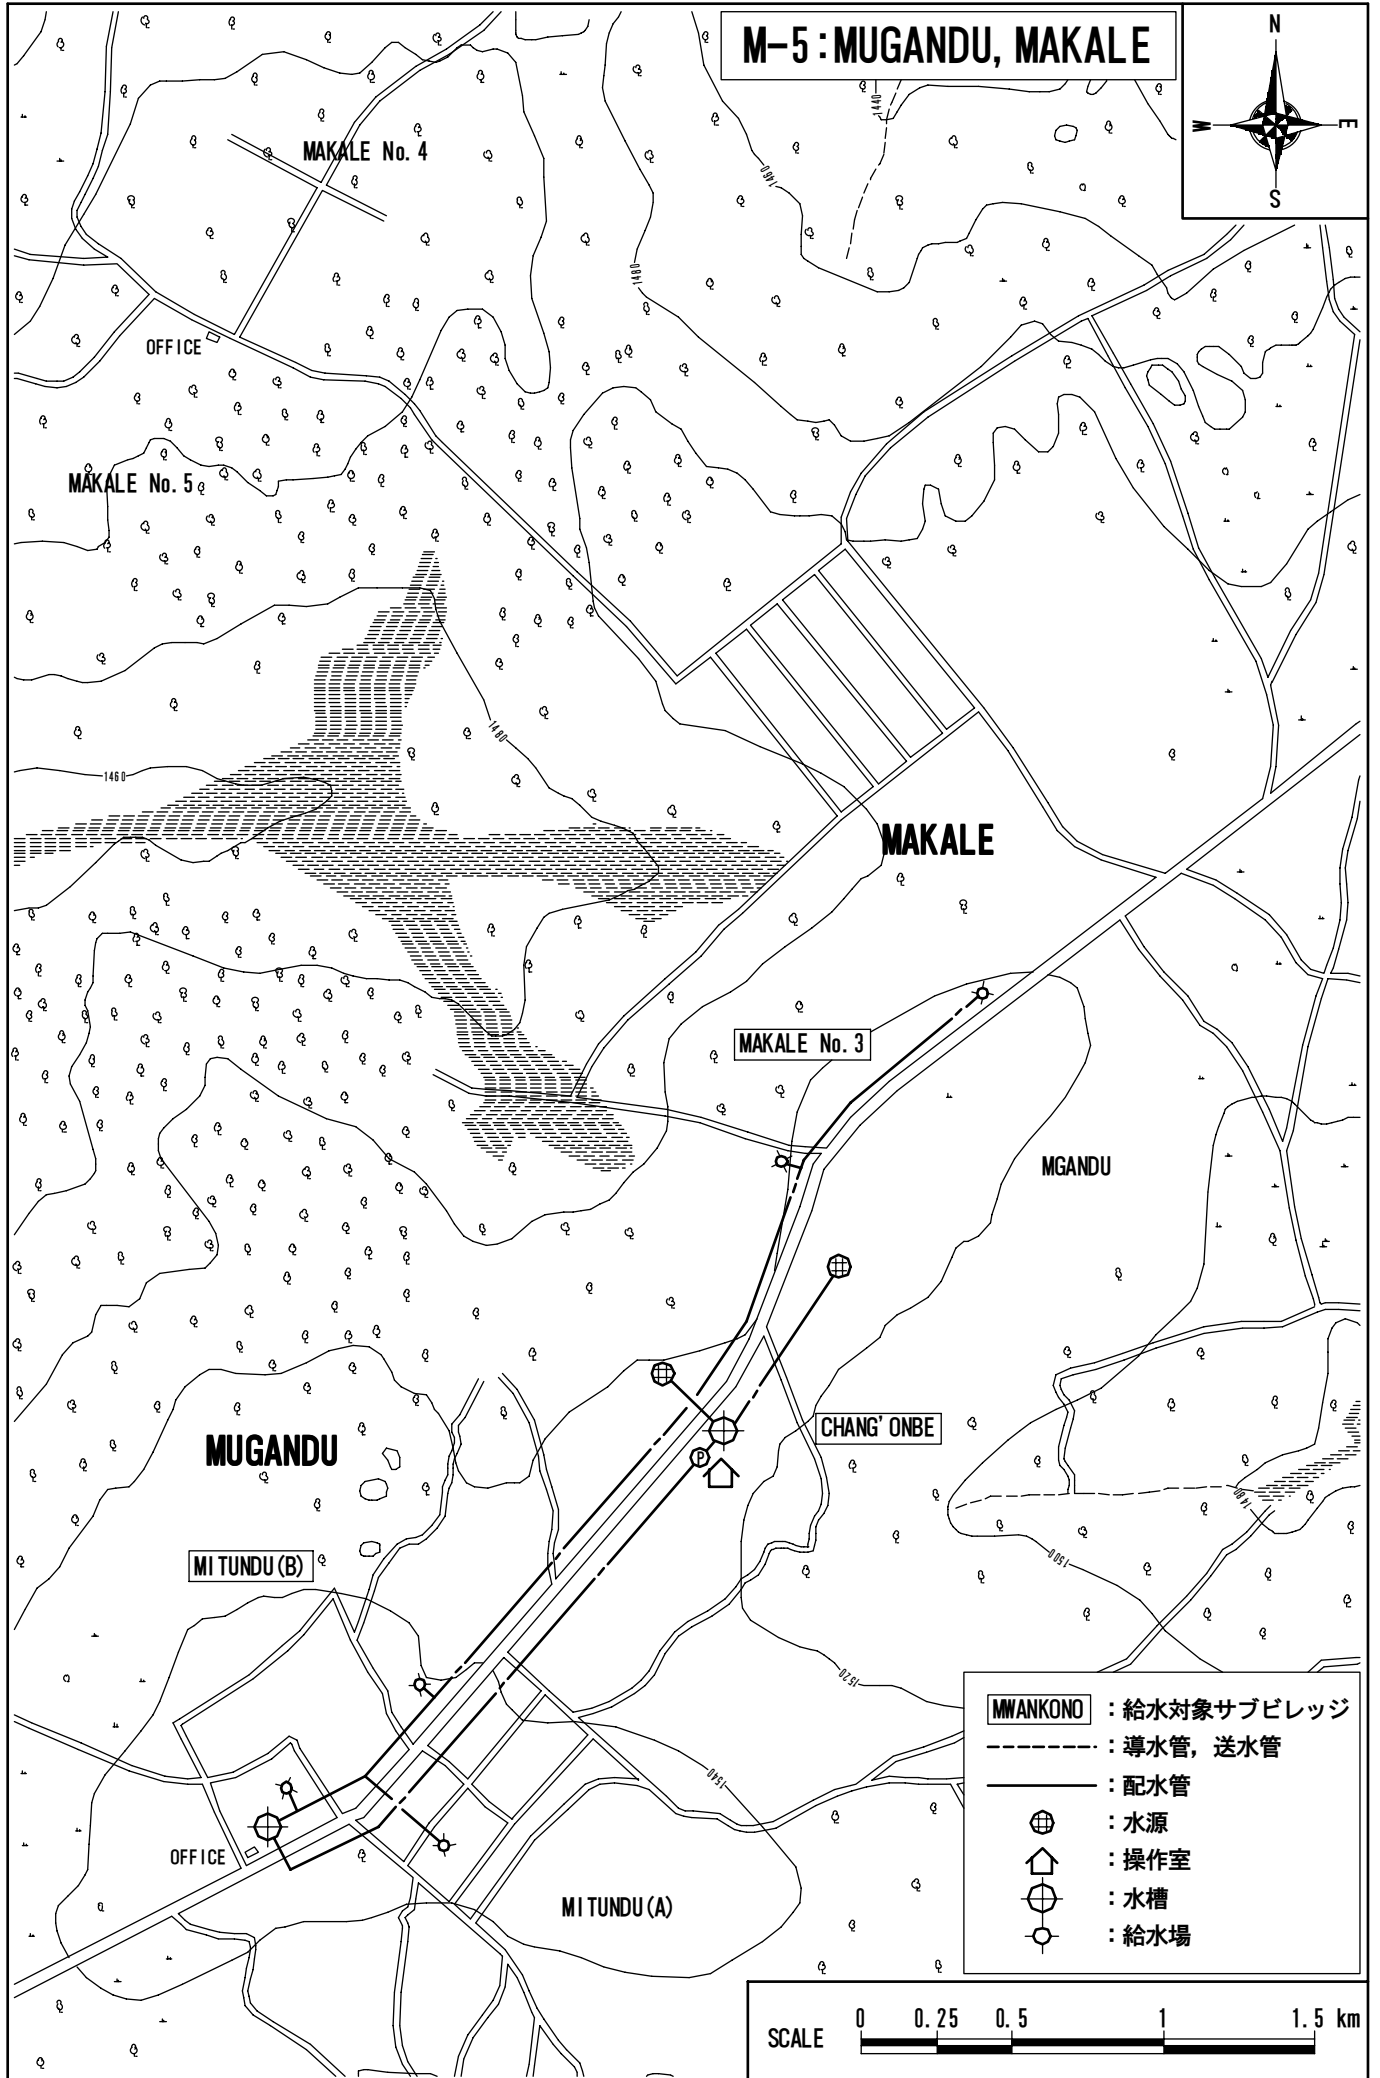 M-5:MUGANDU, MAKALE
N
W
E
S
1440
MAKALE No. 4
1460
1480
OFFICE
MAKALE No. 5
1480
1460
MAKALE
MAKALE No. 3
MGANDU
CHANG'ONBE
MUGANDU
P
1480
MITUNDU(B)
1500
1520
1540
OFFICE
MITUNDU(A)
MWANKONO :給水対象サブビレッジ
:導水管，送水管
:配水管
:水源
:操作室
:水槽
:給水場
SCALE 0 0.25 0.5 1 1.5 km